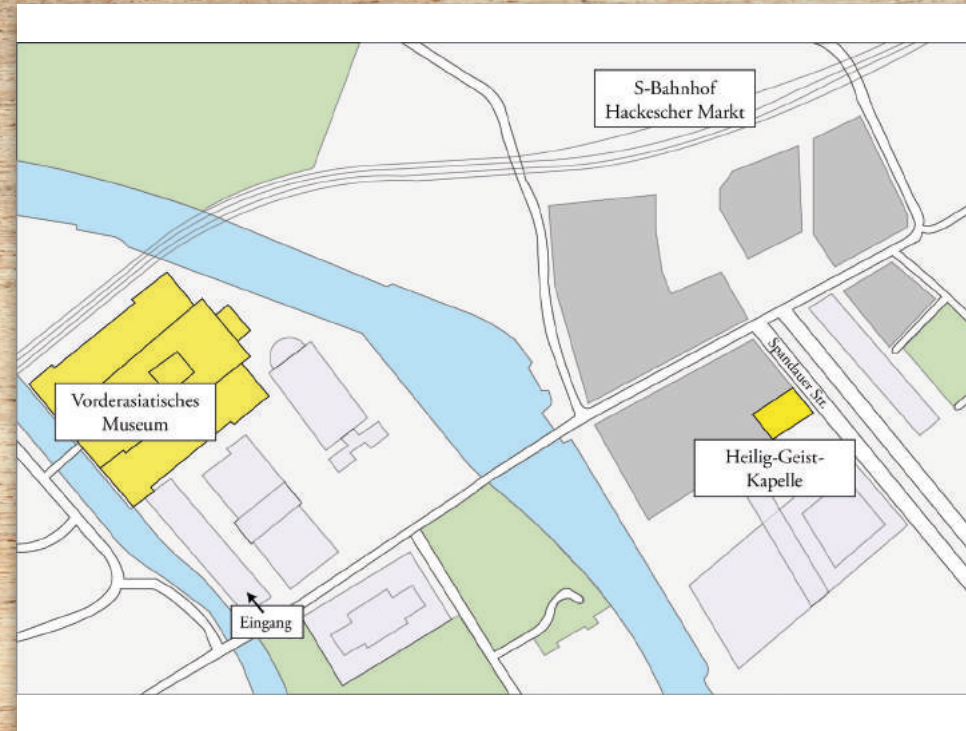 S-Bahnhof
Hackescher Markt
Spandauer Str.
Vorderasiatisches
Museum
Heilig-Geist-
Kapelle
Eingang